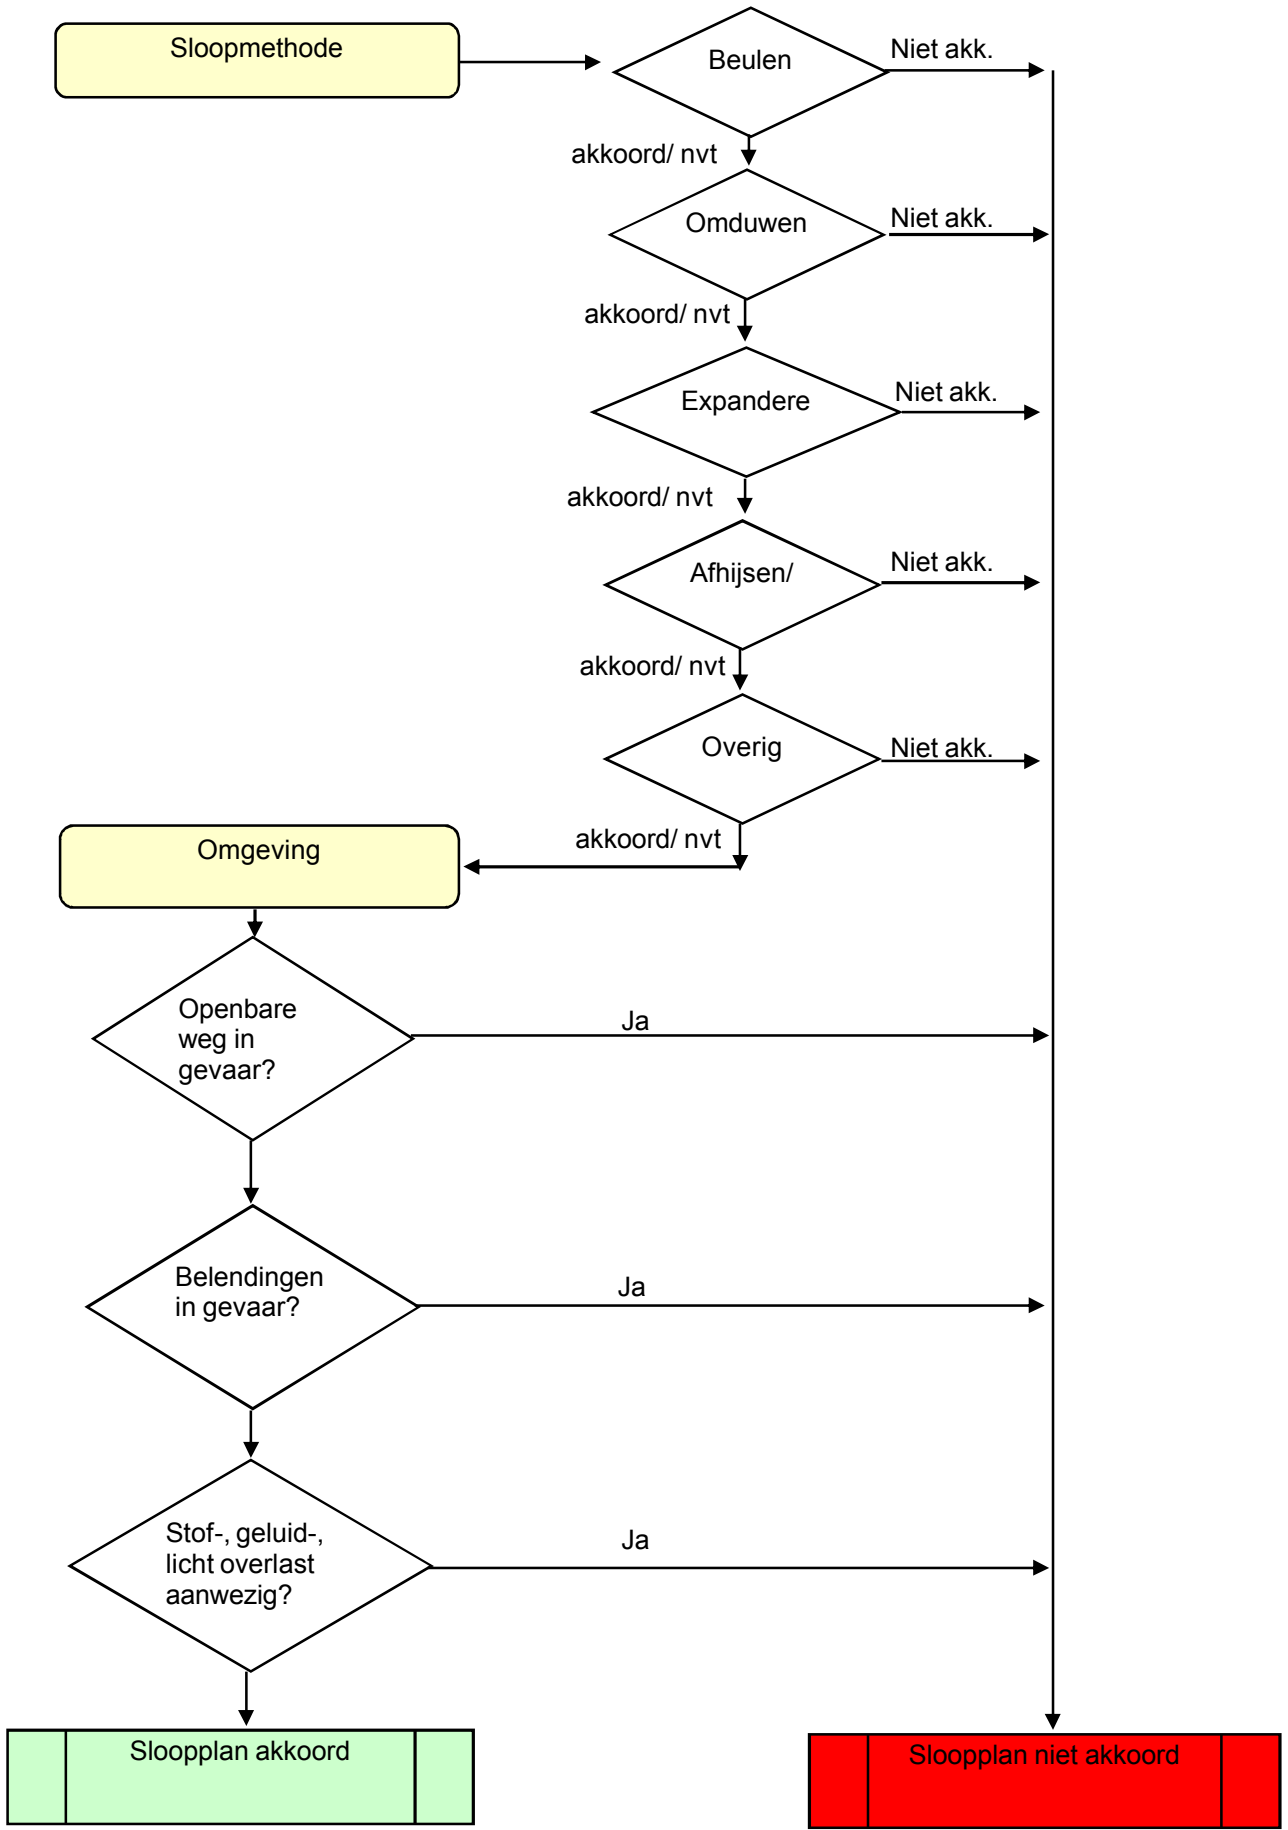 Sloopmethode
Beulen
Niet akk.
akkoord/ nvt
Omduwen
Niet akk.
akkoord/ nvt
Expandere
Niet akk.
akkoord/ nvt
Afhijsen/
Niet akk.
akkoord/ nvt
Overig
Niet akk.
akkoord/ nvt
Omgeving
Openbare
weg in
gevaar?
Ja
Belendingen
in gevaar?
Ja
Stof-, geluid-,
licht overlast
aanwezig?
Ja
Sloopplan akkoord
Sloopplan niet akkoord